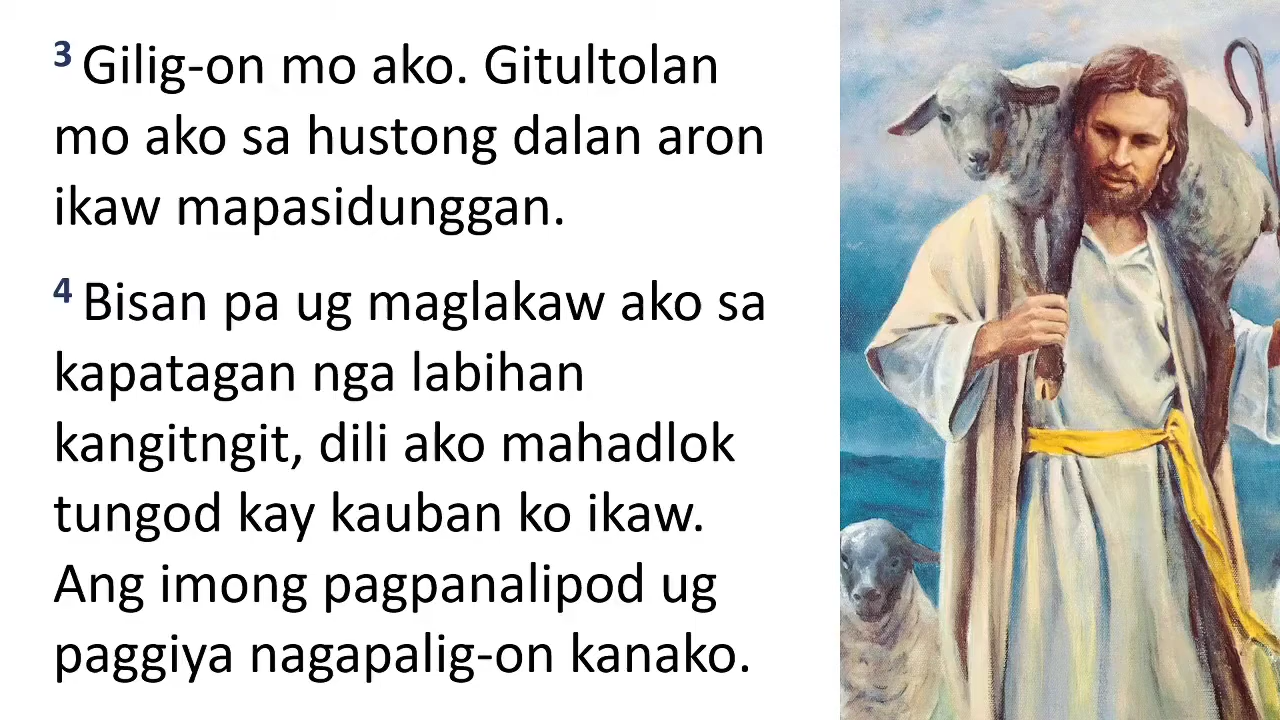 3 Gilig-on mo ako. Gitultolan
mo ako sa hustong dalan aron
ikaw mapasidunggan.
4 Bisan pa ug maglakaw ako sa
kapatagan nga labihan
kangitngit, dili ako mahadlok
tungod kay kauban ko ikaw.
Ang imong pagpanalipod ug
paggiya nagapalig-on kanako.